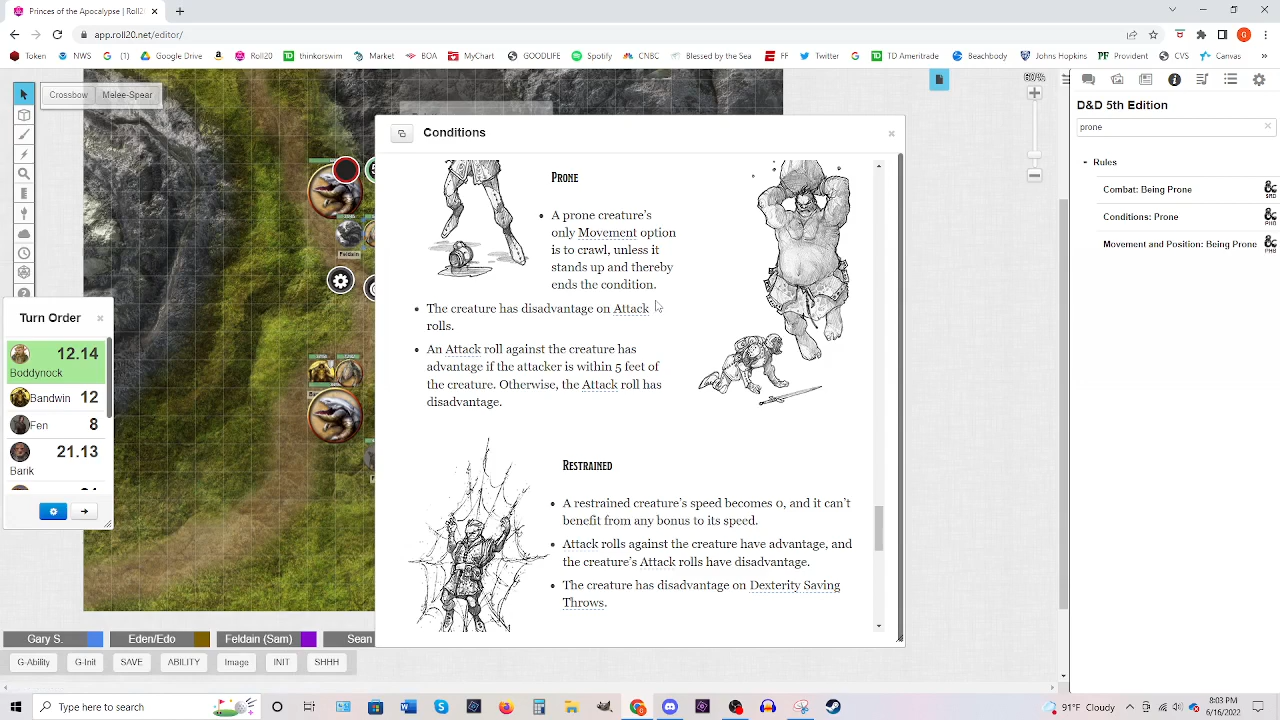 Princes of the Apocalypse | Roll2
app.roll20.net/editor/
Token
NWS
(1)
Google Drive
Roll20
thinkorswim
Market
BOA
MyChart
GOODLIFE
Spotify
CNBC
Blessed by the Sea
FF
Twitter
TD Ameritrade
Beachbody
Johns Hopkins
Provident
CVS
Canvas
Crossbow
Melee-Spear
Conditions
D&D 5th Edition
prone
Rules
Combat: Being Prone
SRD
Conditions: Prone
PHB
Movement and Position: Being Prone
PHB
PRONE
A prone creature's
only Movement option
is to crawl, unless it
stands up and thereby
ends the condition.
The creature has disadvantage on Attack
rolls.
An Attack roll against the creature has
advantage if the attacker is within 5 feet of
the creature. Otherwise, the Attack roll has
disadvantage.
RESTRAINED
A restrained creature's speed becomes 0, and it can't
benefit from any bonus to its speed.
Attack rolls against the creature have advantage, and
the creature's Attack rolls have disadvantage.
The creature has disadvantage on Dexterity Saving
Throws.
Feldain
Turn Order
12.14
Boddynock
Bandwin 12
Fen 8
21.13
Barik
Gary S.
Eden/Edo
Feldain (Sam)
Sean
G-Ability
G-Init
SAVE
ABILITY
Image
INIT
SHHH
Type here to search
91°F Cloudy
8:03 PM
6/16/2022